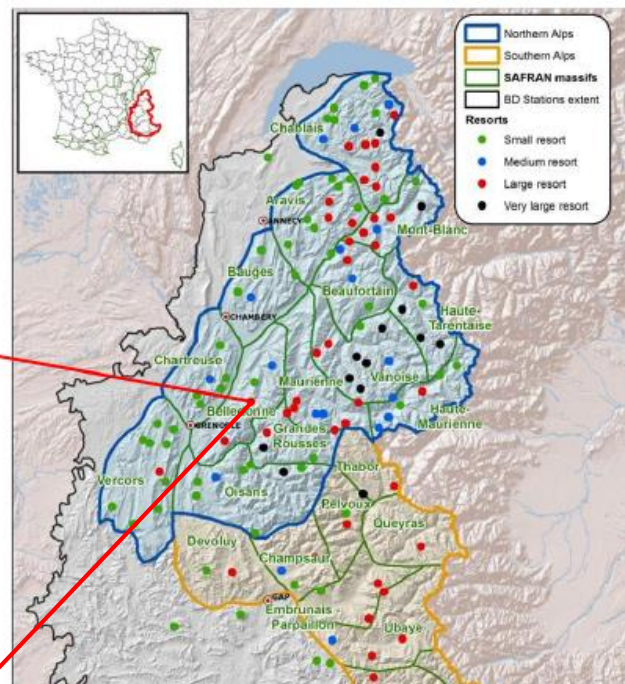 Northern Alps
Southern Alps
SAFRAN massifs
BD Stations extent
Resorts
Small resort
Medium resort
Large resort
Very large resort
Chablais
Aravis
ANNECY
Mont-Blanc
Bauges
Beaufortain
CHAMBERY
Haute-
Tarentaise
Chartreuse
Maurienne
Vanoise
Belledonne
Haute-
Maurienne
GRENOBLE
Grandes
Rousses
Thabor
Vercors
Oisans
Pelvoux
Queyras
Devoluy
Champsaur
GAP
Embrunais -
Parpaillon
Ubaye